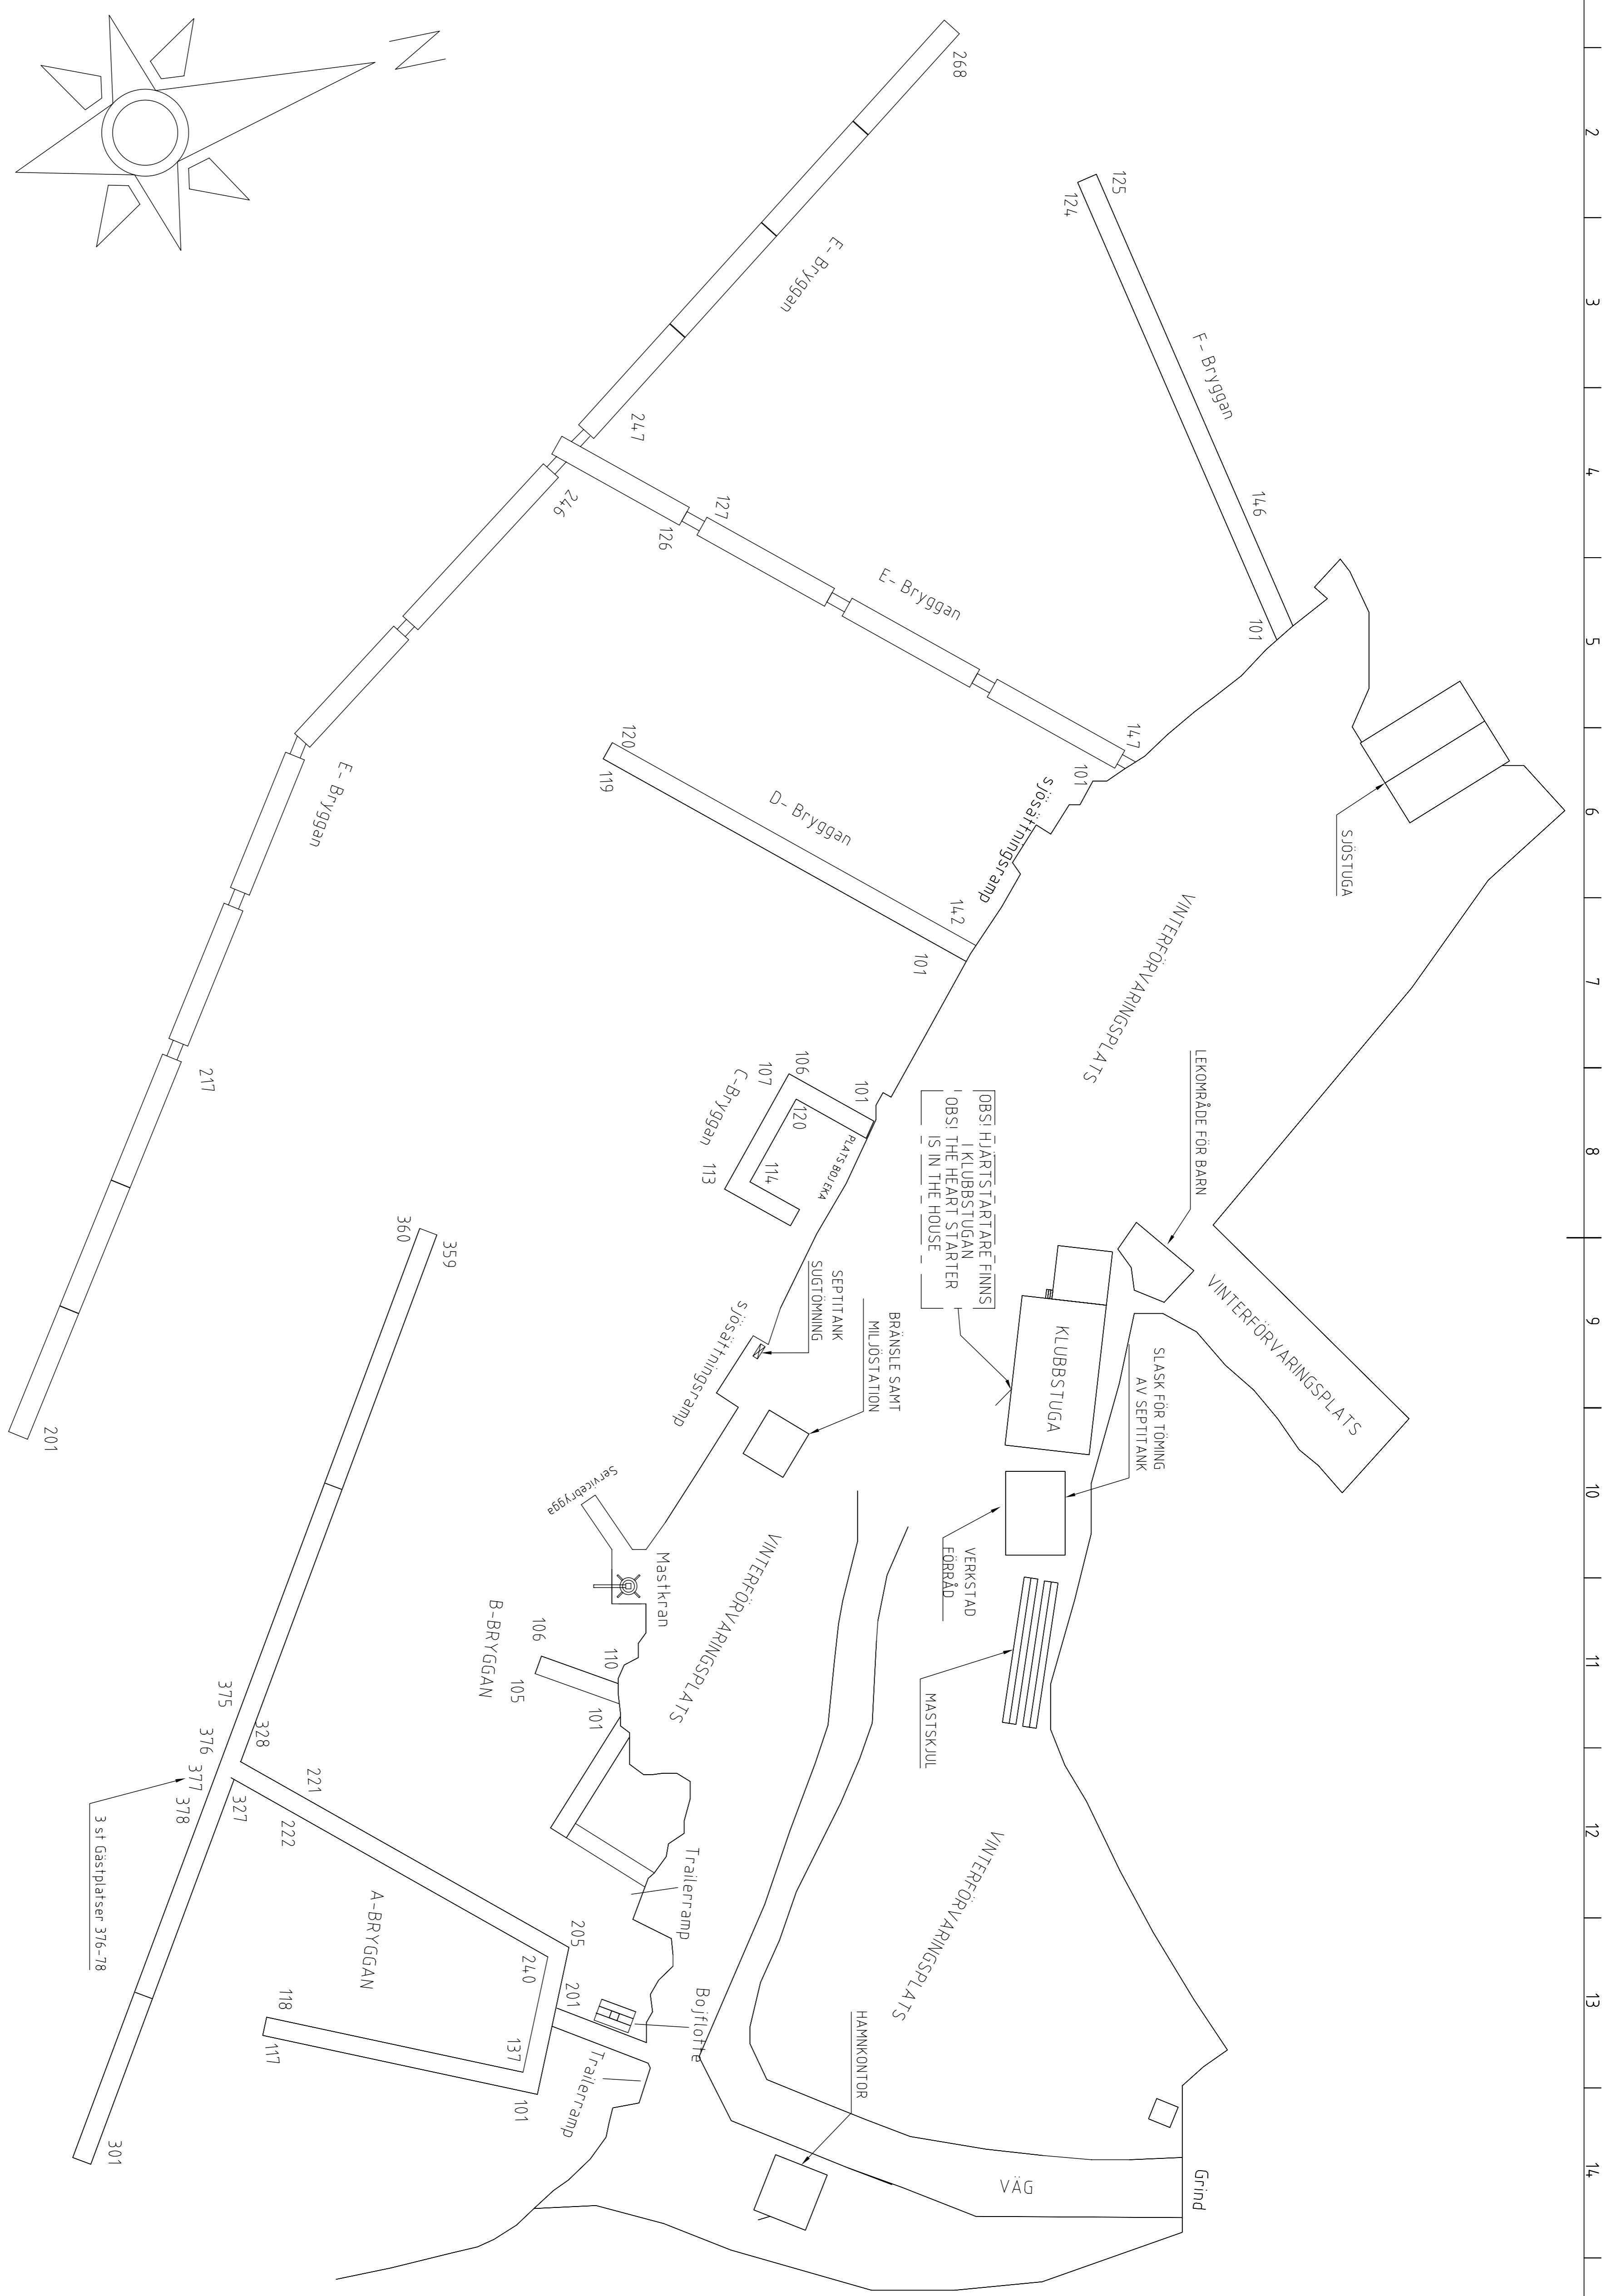 2
3
4
5
6
7
8
9
10
11
12
13
14
N
268
E- Bryggan
247
246
125
124
F- Bryggan
146
101
127
126
E- Bryggan
147
101
sjösättningsramp
SJÖSTUGA
VINTERFÖRVARINGSPLATS
120
119
D- Bryggan
142
101
E- Bryggan
217
201
LEKOMRÅDE FÖR BARN
VINTERFÖRVARINGSPLATS
OBS! HJÄRTSTARTARE FINNS
I KLUBBSTUGAN
OBS! THE HEART STARTER
IS IN THE HOUSE
KLUBBSTUGA
SLASK FÖR TÖMING
AV SEPTITANK
101
106
107
C-Bryggan
113
120
114
PLATSBOJEKA
SEPTITANK
SUGTÖMNING
BRÄNSLE SAMT
MILJÖSTATION
sjösättningsramp
VERKSTAD
FÖRRÅD
MASTSKJUL
Servicebrygga
Mastkran
VINTERFÖRVARINGSPLATS
B-BRYGGAN
106
105
110
101
359
360
375
376
377
378
328
327
3 st Gästplatser 376-78
221
222
A-BRYGGAN
205
240
201
118
117
137
101
301
Trailerramp
Bojflotte
Trailerramp
VINTERFÖRVARINGSPLATS
HAMNKONTOR
VÄG
Grind